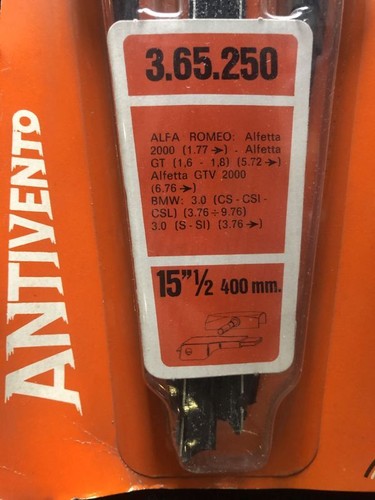 3.65.250
ALFA ROMEO: Alfetta
2000 (1.77→) - Alfetta
GT (1,6 - 1,8) (5.72→)
Alfetta GTV 2000
(6.76→)
BMW: 3.0 (CS - CSI -
CSL) (3.76÷9.76)
3.0 (S - SI) (3.76→)
15"½ 400 mm.
ANTIVENTO